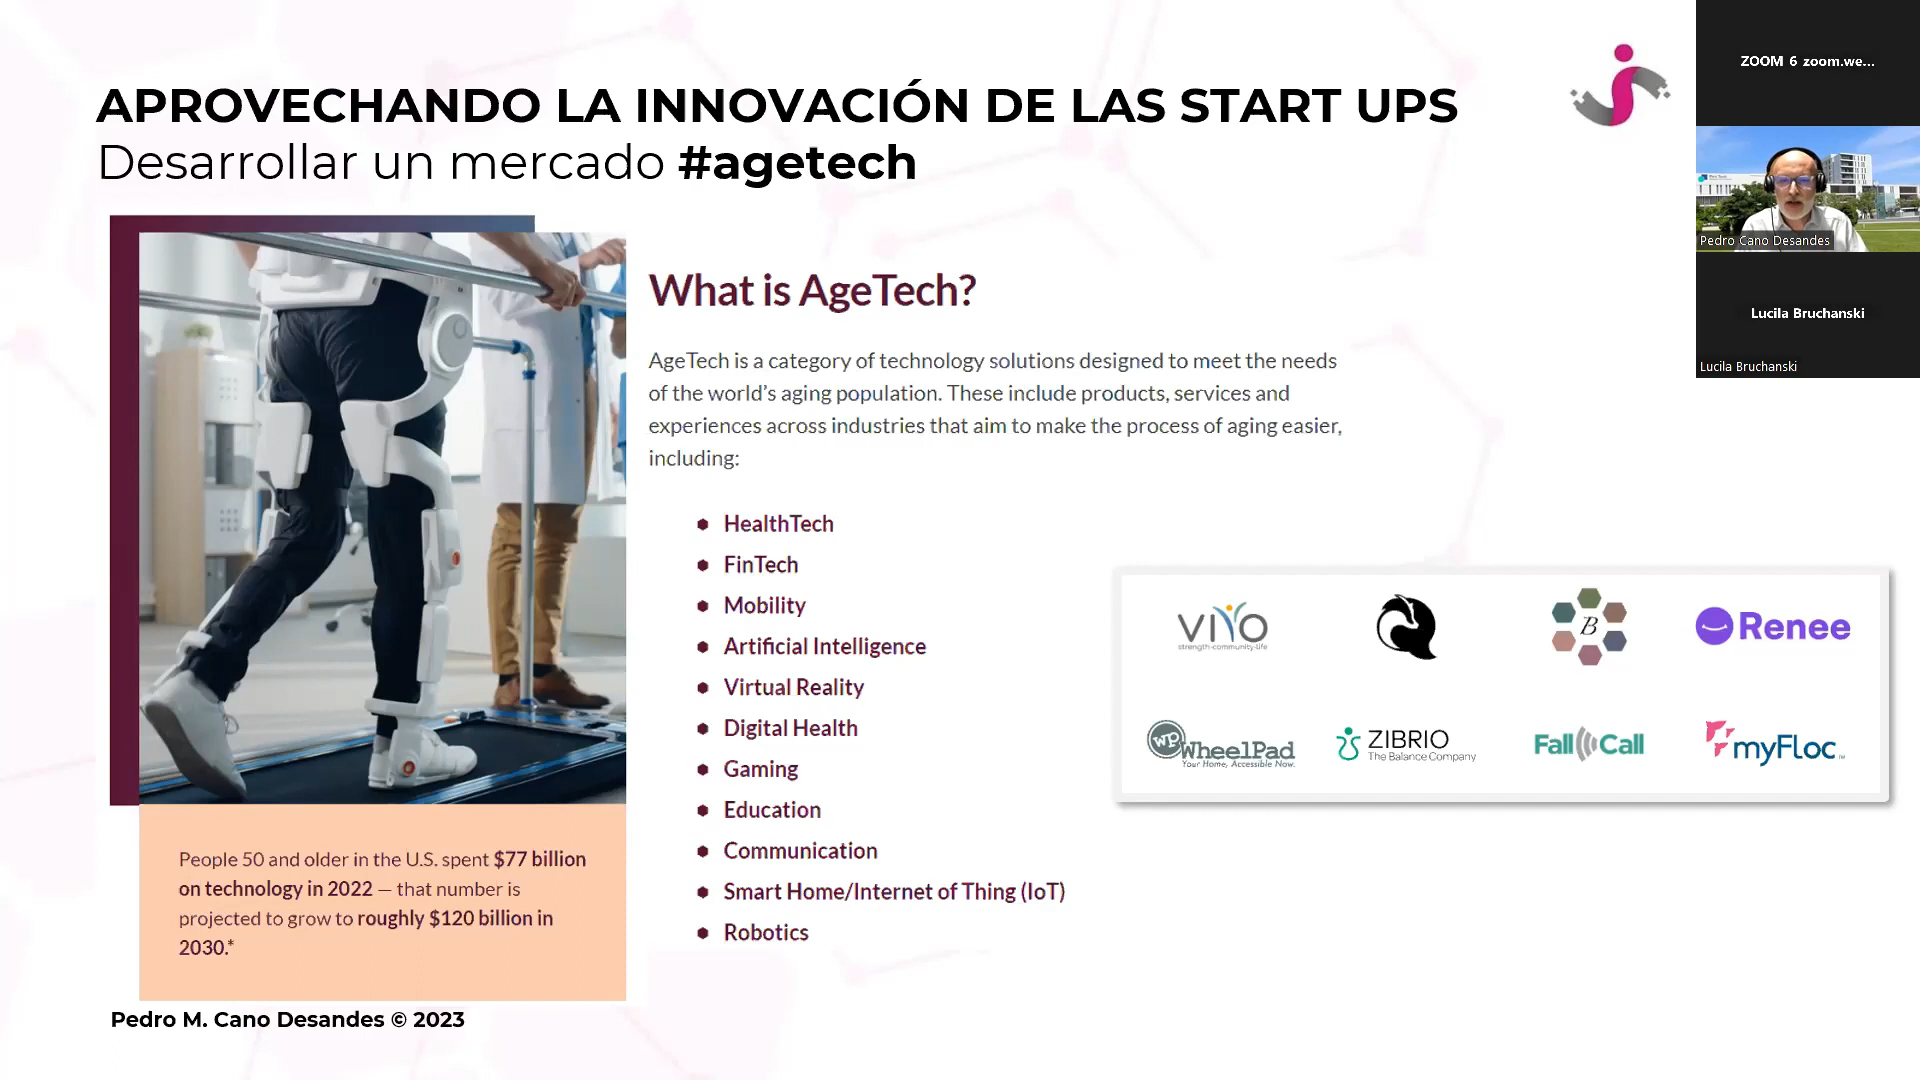 APROVECHANDO LA INNOVACIÓN DE LAS START UPS
Desarrollar un mercado #agetech
What is AgeTech?
AgeTech is a category of technology solutions designed to meet the needs
of the world's aging population. These include products, services and
experiences across industries that aim to make the process of aging easier,
including:
HealthTech
FinTech
Mobility
Artificial Intelligence
Virtual Reality
Digital Health
Gaming
Education
Communication
Smart Home/Internet of Thing (IoT)
Robotics
People 50 and older in the U.S. spent $77 billion
on technology in 2022 — that number is
projected to grow to roughly $120 billion in
2030.*
Pedro M. Cano Desandes © 2023
VIVO
strength·community·life
B
Renee
WP
WheelPad
Your Home, Accessible Now.
ZIBRIO
The Balance Company
Fall Call
myFloc™
ZOOM 6 zoom.we...
Pedro Cano Desandes
Lucila Bruchanski
Lucila Bruchanski